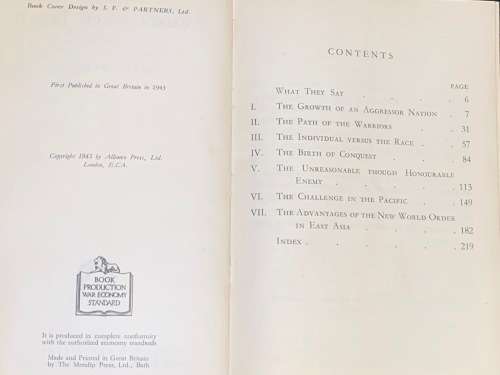 Book Cover Design by I. F. & PARTNERS, Ltd.
First Published in Great Britain in 1943
Copyright 1943 by Alliance Press, Ltd.
London, E.C.4.
BOOK
PRODUCTION
WAR ECONOMY
STANDARD
It is produced in complete conformity
with the authorized economy standards
Made and Printed in Great Britain
by The Mendip Press, Ltd., Bath
CONTENTS
PAGE
What They Say . . . . 6
I. The Growth of an Aggressor Nation . 7
II. The Path of the Warriors . . 31
III. The Individual versus the Race . . 57
IV. The Birth of Conquest . . . 84
V. The Unreasonable though Honourable
Enemy . . . . . 113
VI. The Challenge in the Pacific . . 149
VII. The Advantages of the New World Order
in East Asia . . . . 182
Index . . . . . . 219